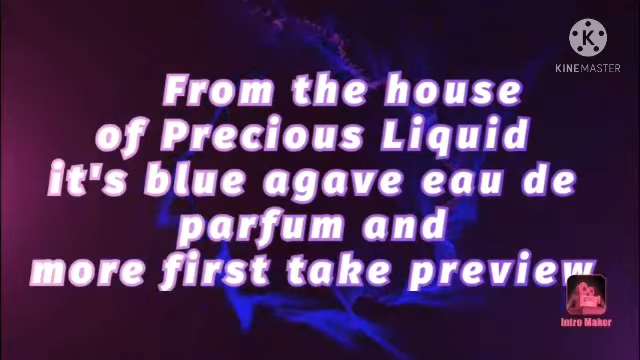 KINEMASTER
From the house
of Precious Liquid
it's blue agave eau de
parfum and
more first take preview
Intro Maker